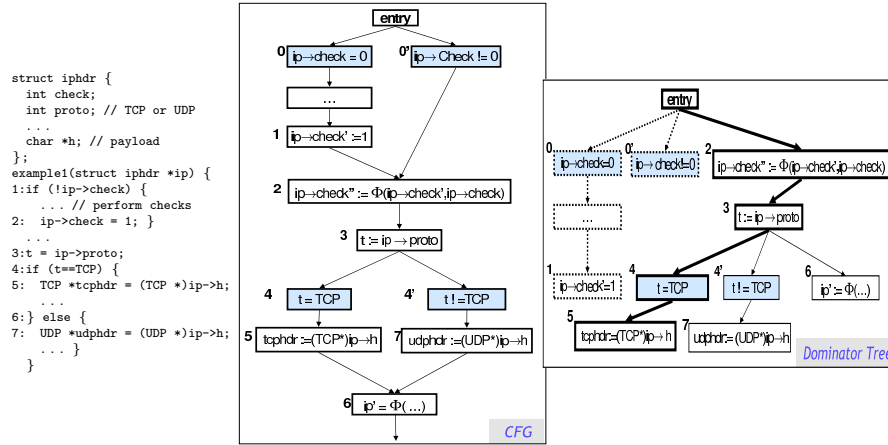 struct iphdr {
int check;
int proto; // TCP or UDP
...
char *h; // payload
};
example1(struct iphdr *ip) {
1:if (!ip->check) {
... // perform checks
2: ip->check = 1; }
...
3:t = ip->proto;
4:if (t==TCP) {
5: TCP *tcphdr = (TCP *)ip->h;
...
6:} else {
7: UDP *udphdr = (UDP *)ip->h;
... }
}
entry
0 ip→check = 0
0' ip→ Check != 0
...
1 ip→check' :=1
2 ip→check'' := Φ(ip→check',ip→check)
3 t := ip → proto
4 t = TCP
4' t ! =TCP
5 tcphdr :=(TCP*)ip→h
7 udphdr :=(UDP*)ip→h
6 ip' = Φ( ...)
CFG
entry
0 ip→check=0
0' ip→check!=0
2 ip→check'' := Φ(ip→check',ip→check)
...
3 t := ip → proto
1 ip→check'=1
4 t =TCP
4' t ! =TCP
6 ip' := Φ(...)
5 tcphdr:=(TCP*)ip→ h
7 udphdr:= (UDP*)ip→h
Dominator Tree